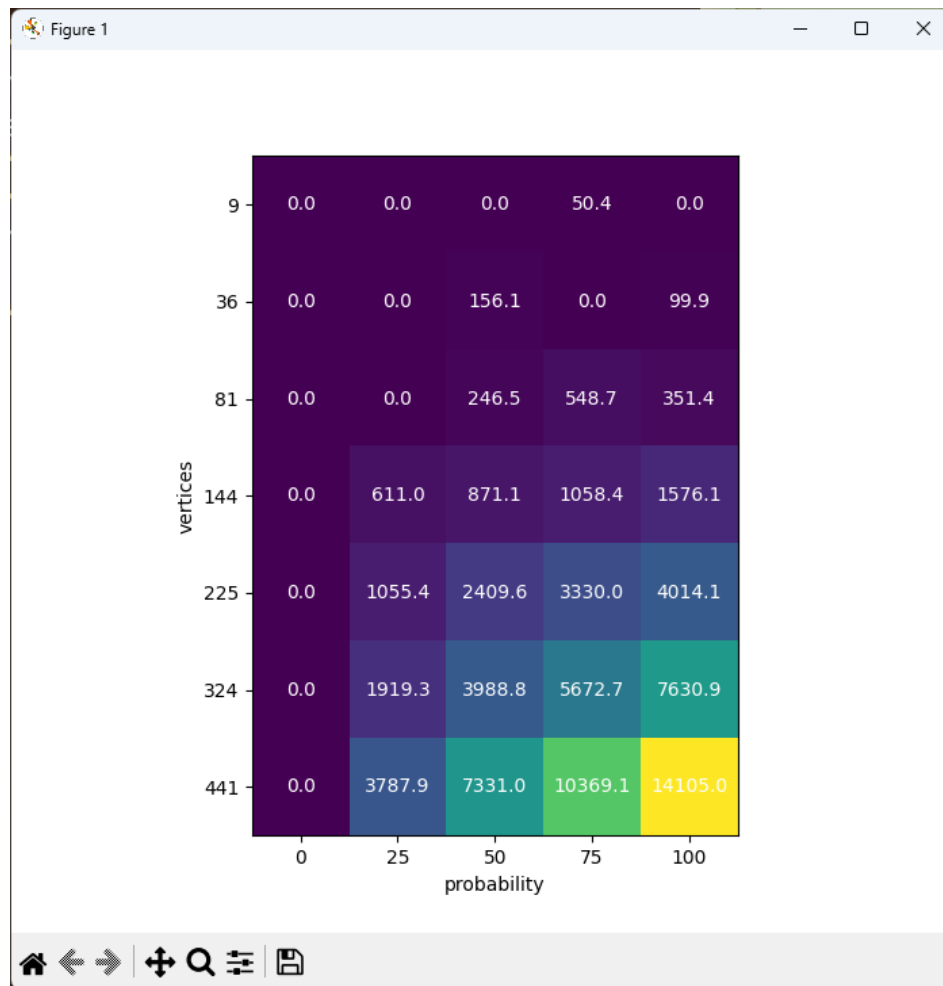 Figure 1
9 0.0 0.0 0.0 50.4 0.0
36 0.0 0.0 156.1 0.0 99.9
81 0.0 0.0 246.5 548.7 351.4
vertices
144 0.0 611.0 871.1 1058.4 1576.1
225 0.0 1055.4 2409.6 3330.0 4014.1
324 0.0 1919.3 3988.8 5672.7 7630.9
441 0.0 3787.9 7331.0 10369.1 14105.0
0 25 50 75 100
probability